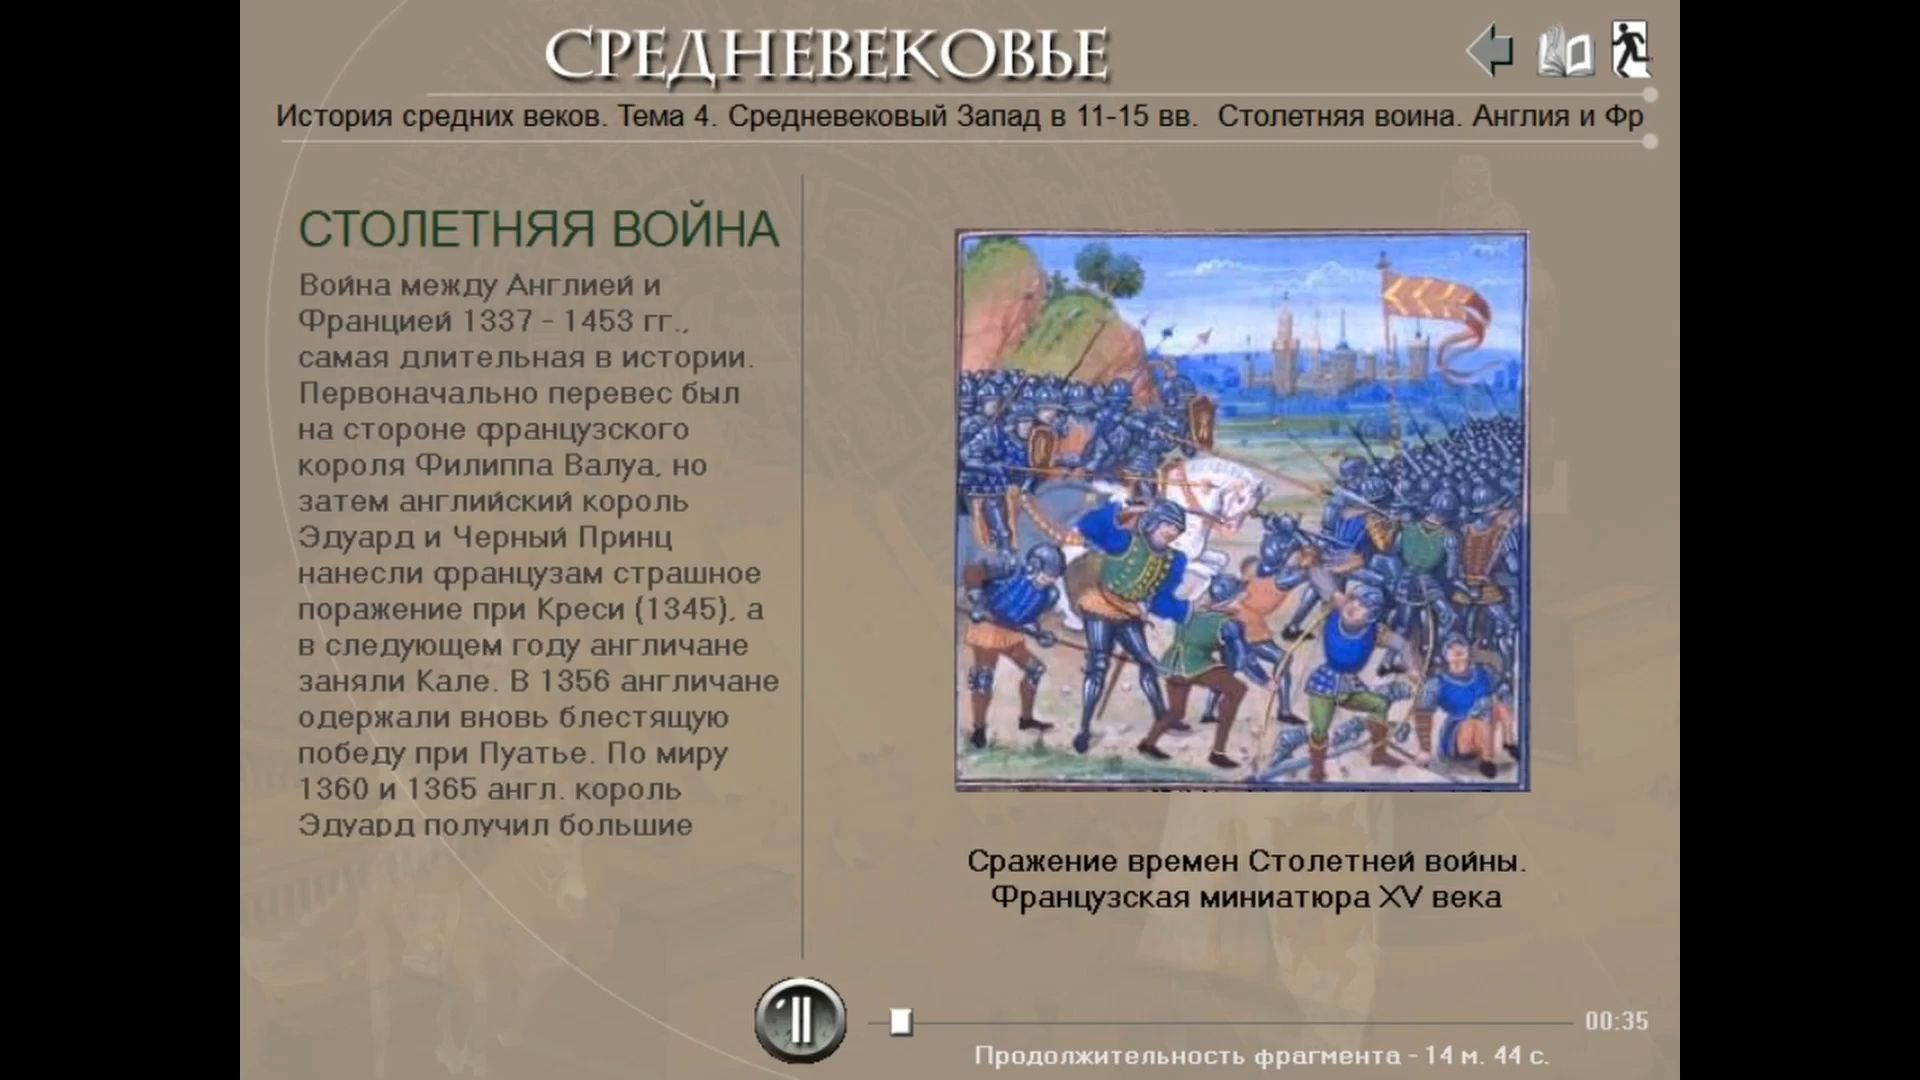 СРЕДНЕВЕКОВЬЕ
История средних веков. Тема 4. Средневековый Запад в 11-15 вв. Столетняя воина. Англия и Фр
СТОЛЕТНЯЯ ВОЙНА
Война между Англией и
Францией 1337 - 1453 гг.,
самая длительная в истории.
Первоначально перевес был
на стороне французского
короля Филиппа Валуа, но
затем английский король
Эдуард и Черный Принц
нанесли французам страшное
поражение при Креси (1345), а
в следующем году англичане
заняли Кале. В 1356 англичане
одержали вновь блестящую
победу при Пуатье. По миру
1360 и 1365 англ. король
Эдуард получил большие
Сражение времен Столетней войны.
Французская миниатюра XV века
00:35
Продолжительность фрагмента - 14 м. 44 с.